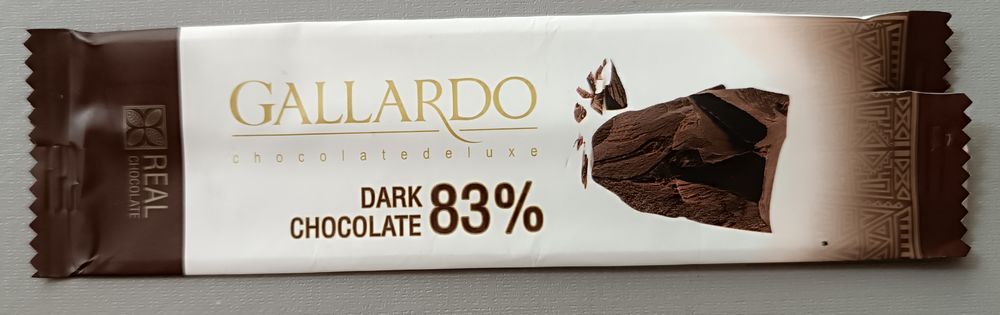 REAL
CHOCOLATE
GALLARDO
chocolatedeluxe
DARK
CHOCOLATE 83%